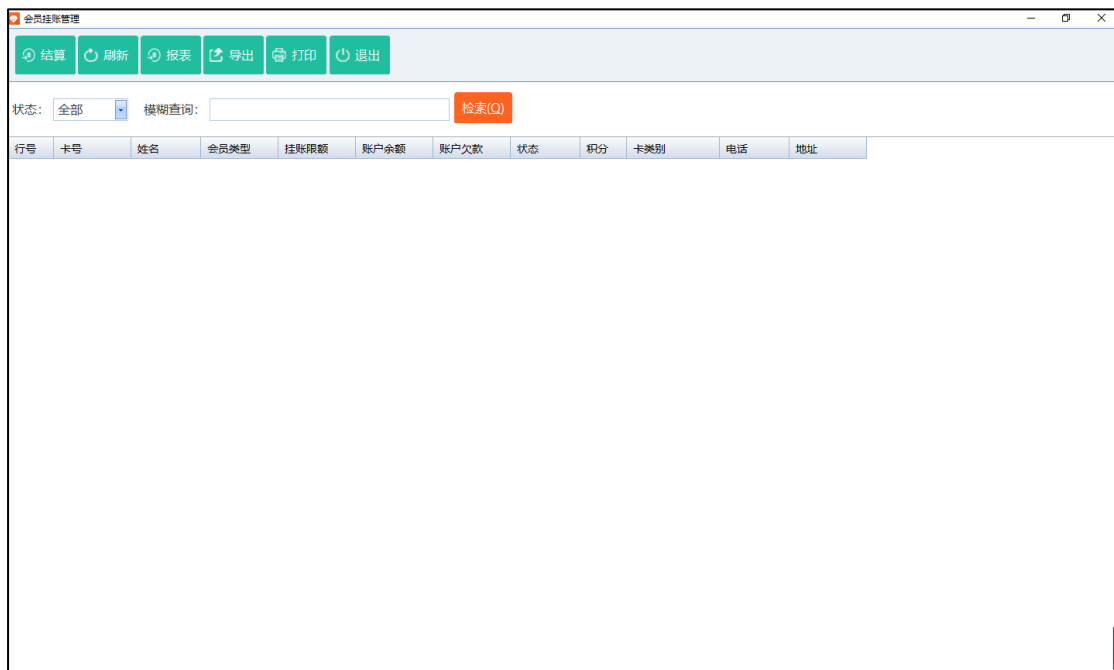 会员挂账管理
结算 刷新 报表 导出 打印 退出
状态: 全部 模糊查询: 检索(Q)
行号 卡号 姓名 会员类型 挂账限额 账户余额 账户欠款 状态 积分 卡类别 电话 地址